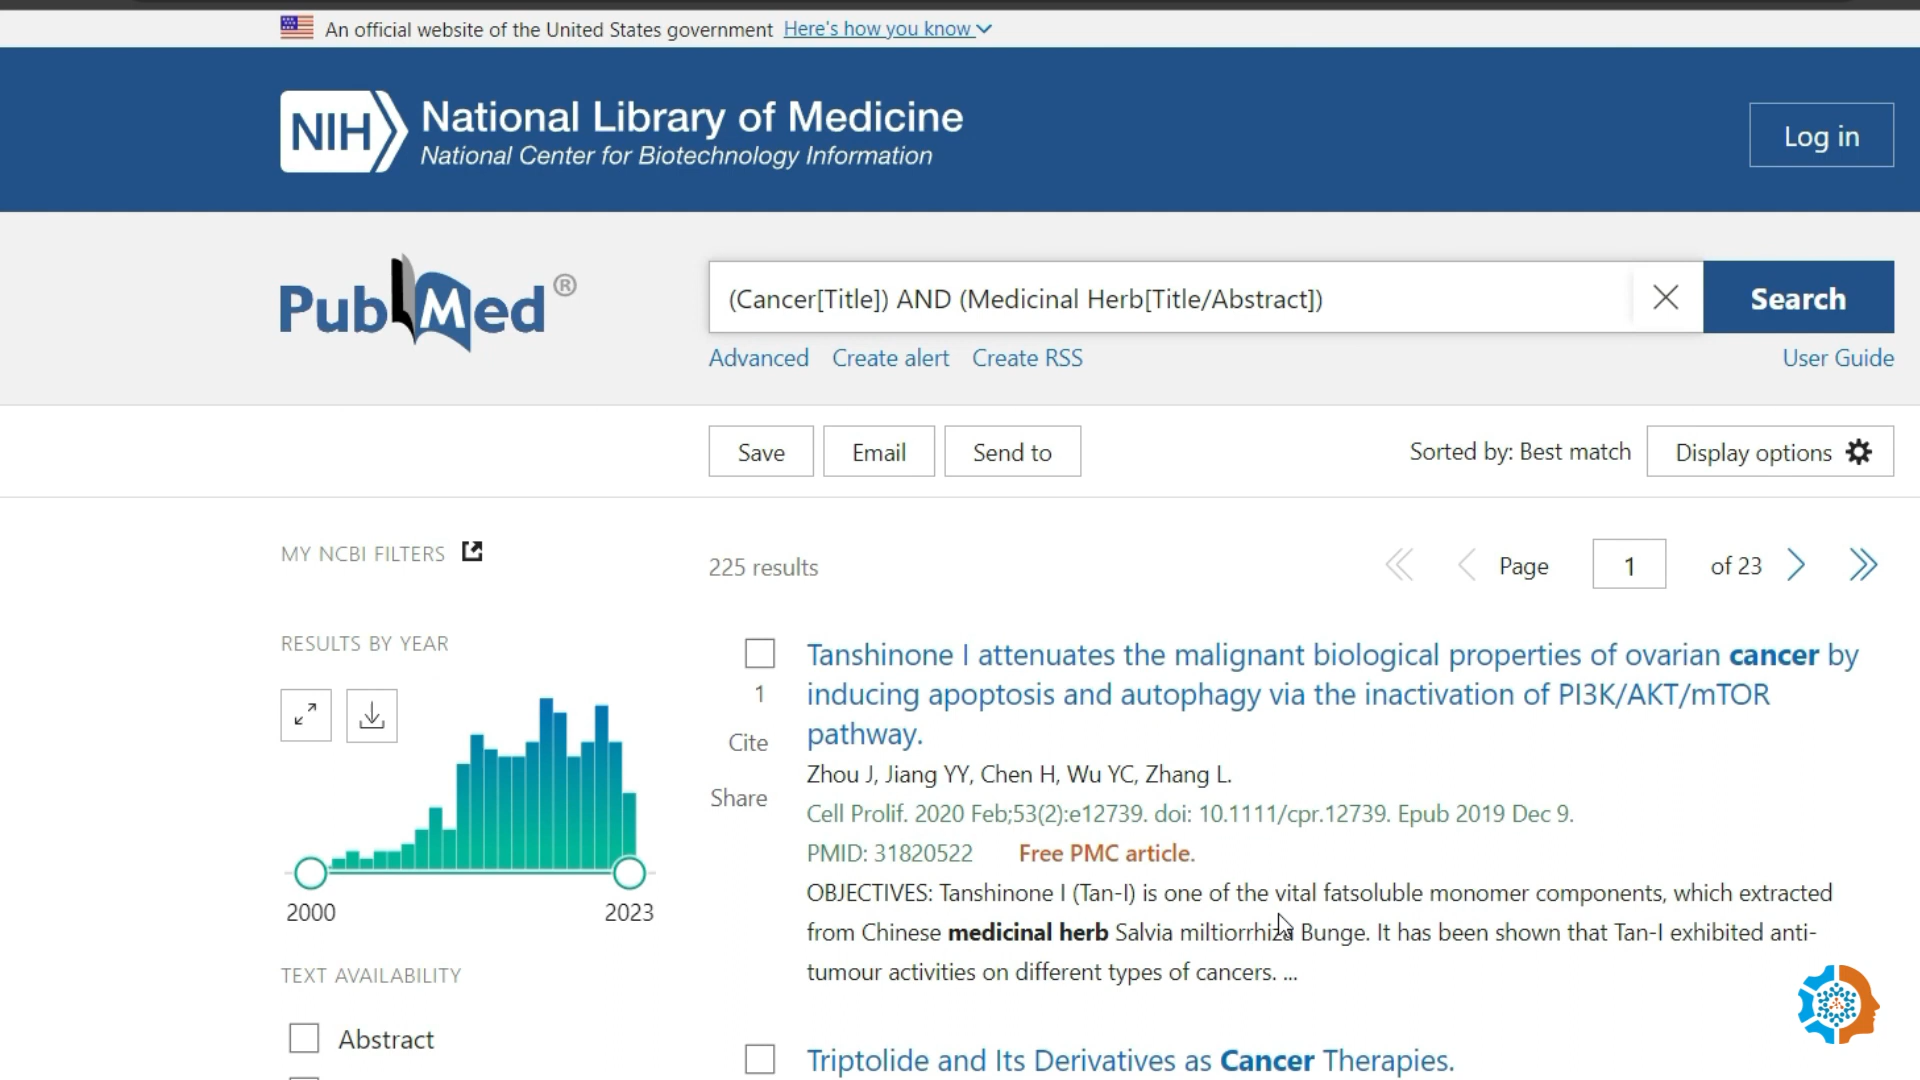 An official website of the United States government Here's how you know
NIH National Library of Medicine
National Center for Biotechnology Information
Log in
PubMed ®
(Cancer[Title]) AND (Medicinal Herb[Title/Abstract])
Search
Advanced Create alert Create RSS
User Guide
Save Email Send to
Sorted by: Best match Display options
MY NCBI FILTERS
225 results
Page 1 of 23
RESULTS BY YEAR
2000 2023
TEXT AVAILABILITY
Abstract
1
Cite
Share
Tanshinone I attenuates the malignant biological properties of ovarian cancer by
inducing apoptosis and autophagy via the inactivation of PI3K/AKT/mTOR
pathway.
Zhou J, Jiang YY, Chen H, Wu YC, Zhang L.
Cell Prolif. 2020 Feb;53(2):e12739. doi: 10.1111/cpr.12739. Epub 2019 Dec 9.
PMID: 31820522 Free PMC article.
OBJECTIVES: Tanshinone I (Tan-I) is one of the vital fatsoluble monomer components, which extracted
from Chinese medicinal herb Salvia miltiorrhiza Bunge. It has been shown that Tan-I exhibited anti-
tumour activities on different types of cancers. ...
Triptolide and Its Derivatives as Cancer Therapies.